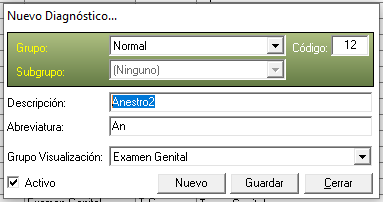 Nuevo Diagnóstico...
Grupo: Normal Código: 12
Subgrupo: (Ninguno)
Descripción: Anestro2
Abreviatura: An
Grupo Visualización: Examen Genital
Activo Nuevo Guardar Cerrar